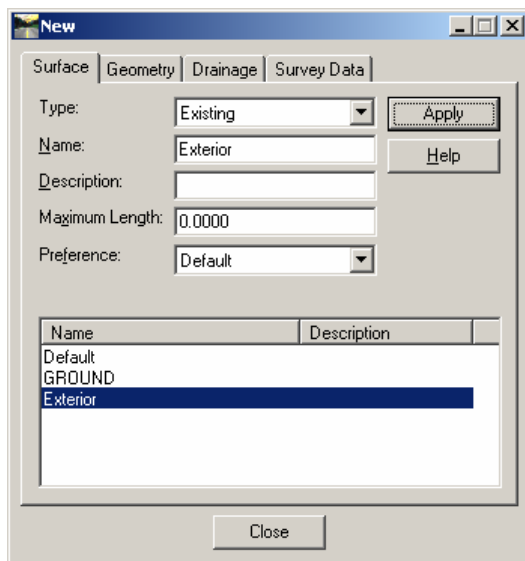 New
Surface Geometry Drainage Survey Data
Type: Existing Apply
Name: Exterior Help
Description:
Maximum Length: 0.0000
Preference: Default
Name Description
Default
GROUND
Exterior
Close